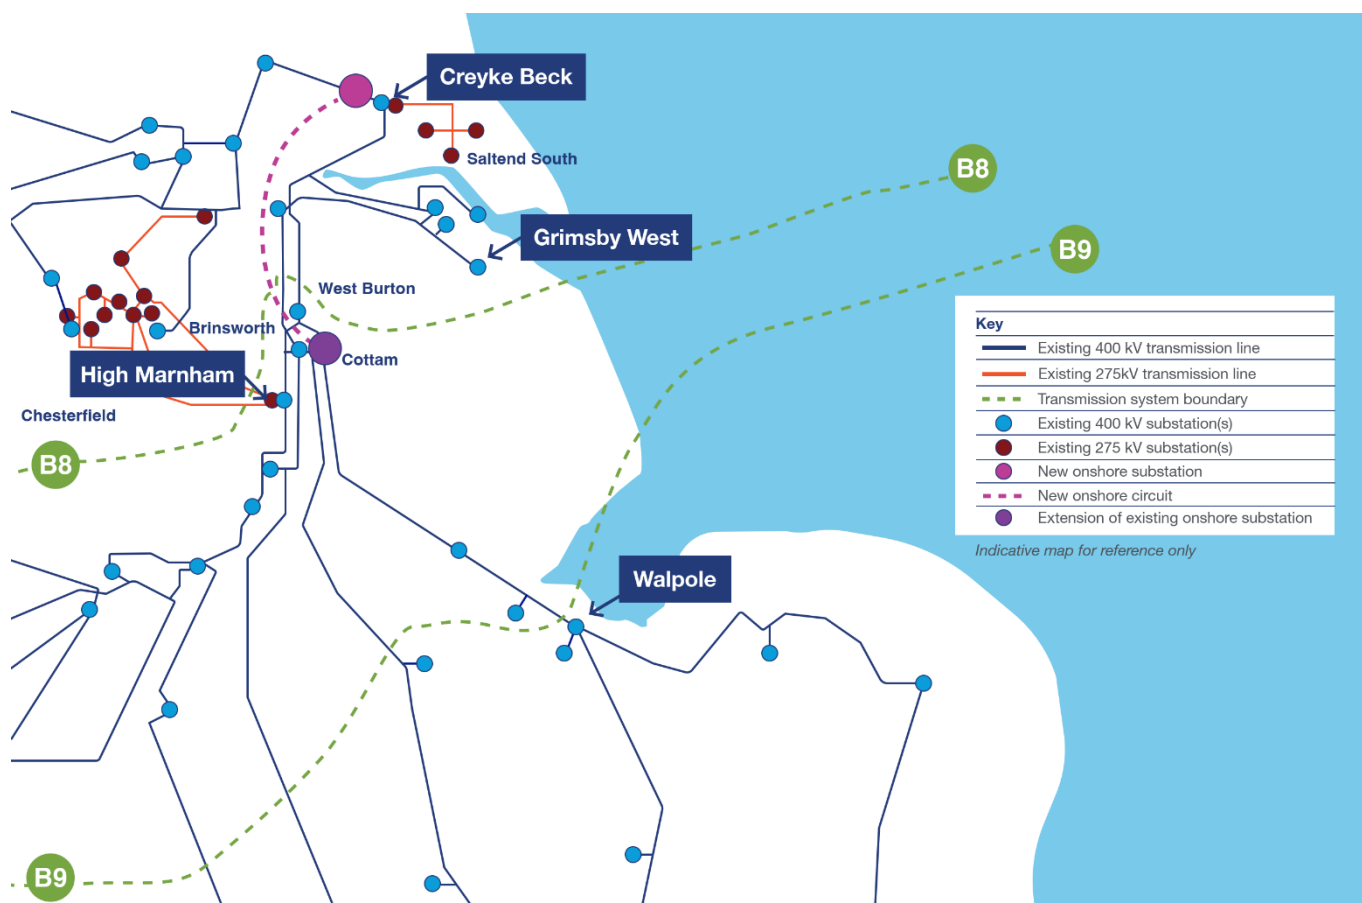 Creyke Beck
Saltend South
B8
Grimsby West
B9
West Burton
Brinsworth
Cottam
High Marnham
Chesterfield
B8
Key
Existing 400 kV transmission line
Existing 275kV transmission line
Transmission system boundary
Existing 400 kV substation(s)
Existing 275 kV substation(s)
New onshore substation
New onshore circuit
Extension of existing onshore substation
Indicative map for reference only
Walpole
B9